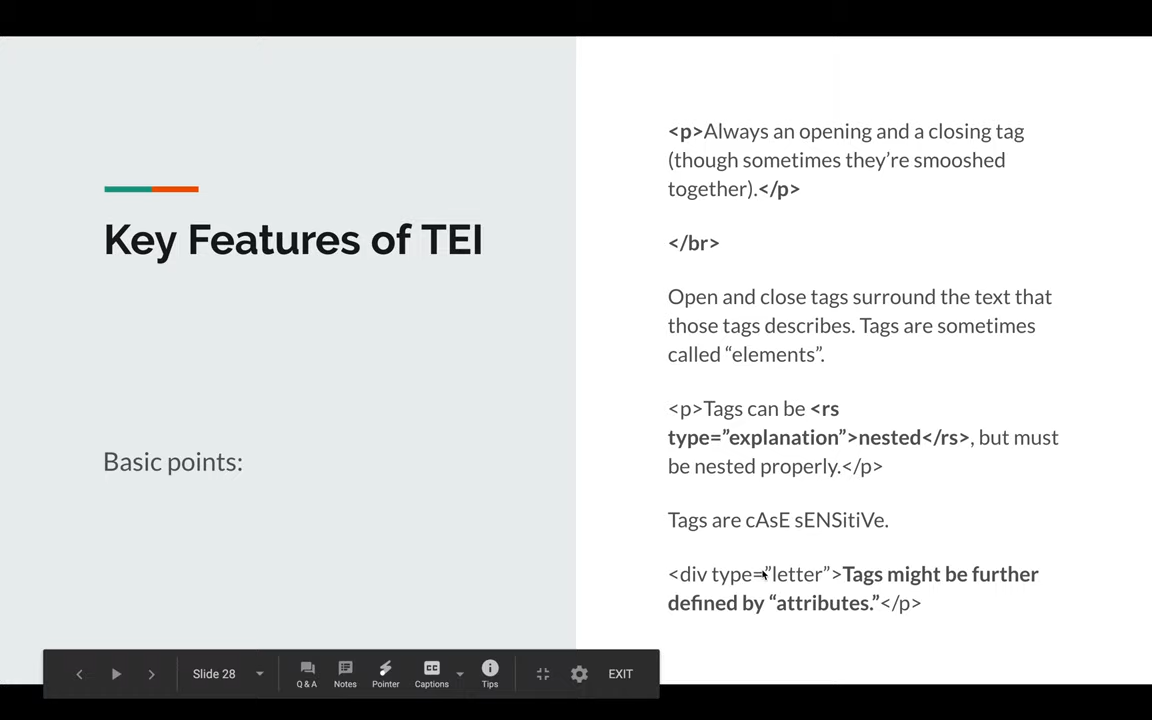 Key Features of TEI
Basic points:
<p>Always an opening and a closing tag
(though sometimes they’re smooshed
together).</p>
</br>
Open and close tags surround the text that
those tags describes. Tags are sometimes
called “elements”.
<p>Tags can be <rs
type=”explanation”>nested</rs>, but must
be nested properly.</p>
Tags are cAsE sENSitiVe.
<div type=”letter”>Tags might be further
defined by “attributes.”</p>
Slide 28
Q & A
Notes
Pointer
CC
Captions
Tips
EXIT